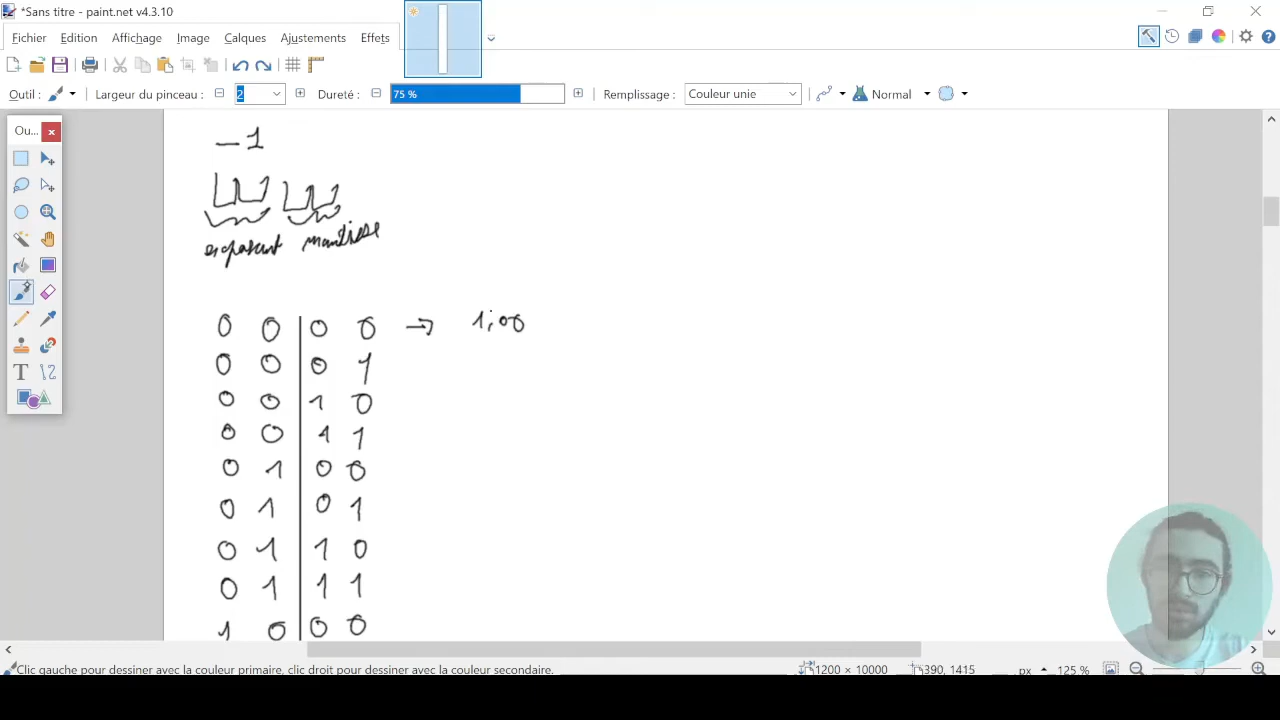 *Sans titre - paint.net v4.3.10
Fichier Edition Affichage Image Calques Ajustements Effets
Outil : Largeur du pinceau : 2 Dureté : 75 % Remplissage : Couleur unie Normal
Ou...
-1
exposant mantisse
0 0 0 0 → 1,00
0 0 0 1
0 0 1 0
0 0 1 1
0 1 0 0
0 1 0 1
0 1 1 0
0 1 1 1
1 0 0 0
Clic gauche pour dessiner avec la couleur primaire, clic droit pour dessiner avec la couleur secondaire. 1200 × 10000 390, 1415 px 125 %